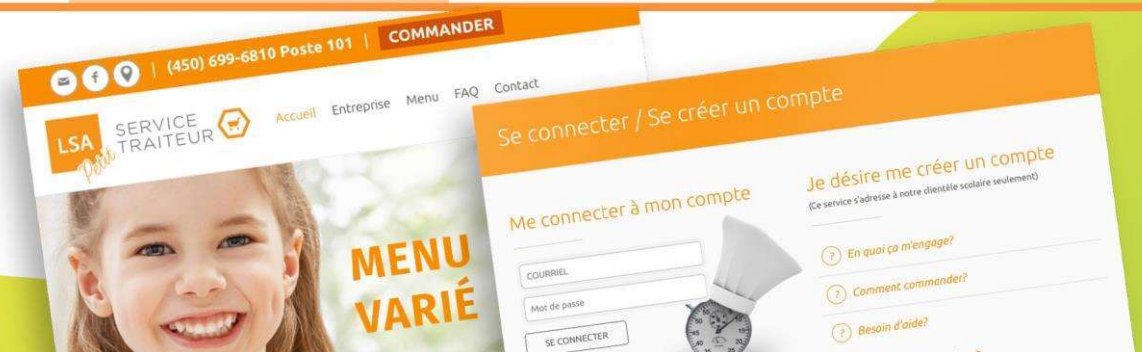 (450) 699-6810 Poste 101 | COMMANDER
LSA Petit SERVICE TRAITEUR
Accueil Entreprise Menu FAQ Contact
MENU
VARIÉ
Se connecter / Se créer un compte
Me connecter à mon compte
COURRIEL
Mot de passe
SE CONNECTER
Je désire me créer un compte
(Ce service s'adresse à notre clientèle scolaire seulement)
? En quoi ça m'engage?
? Comment commander?
? Besoin d'aide?